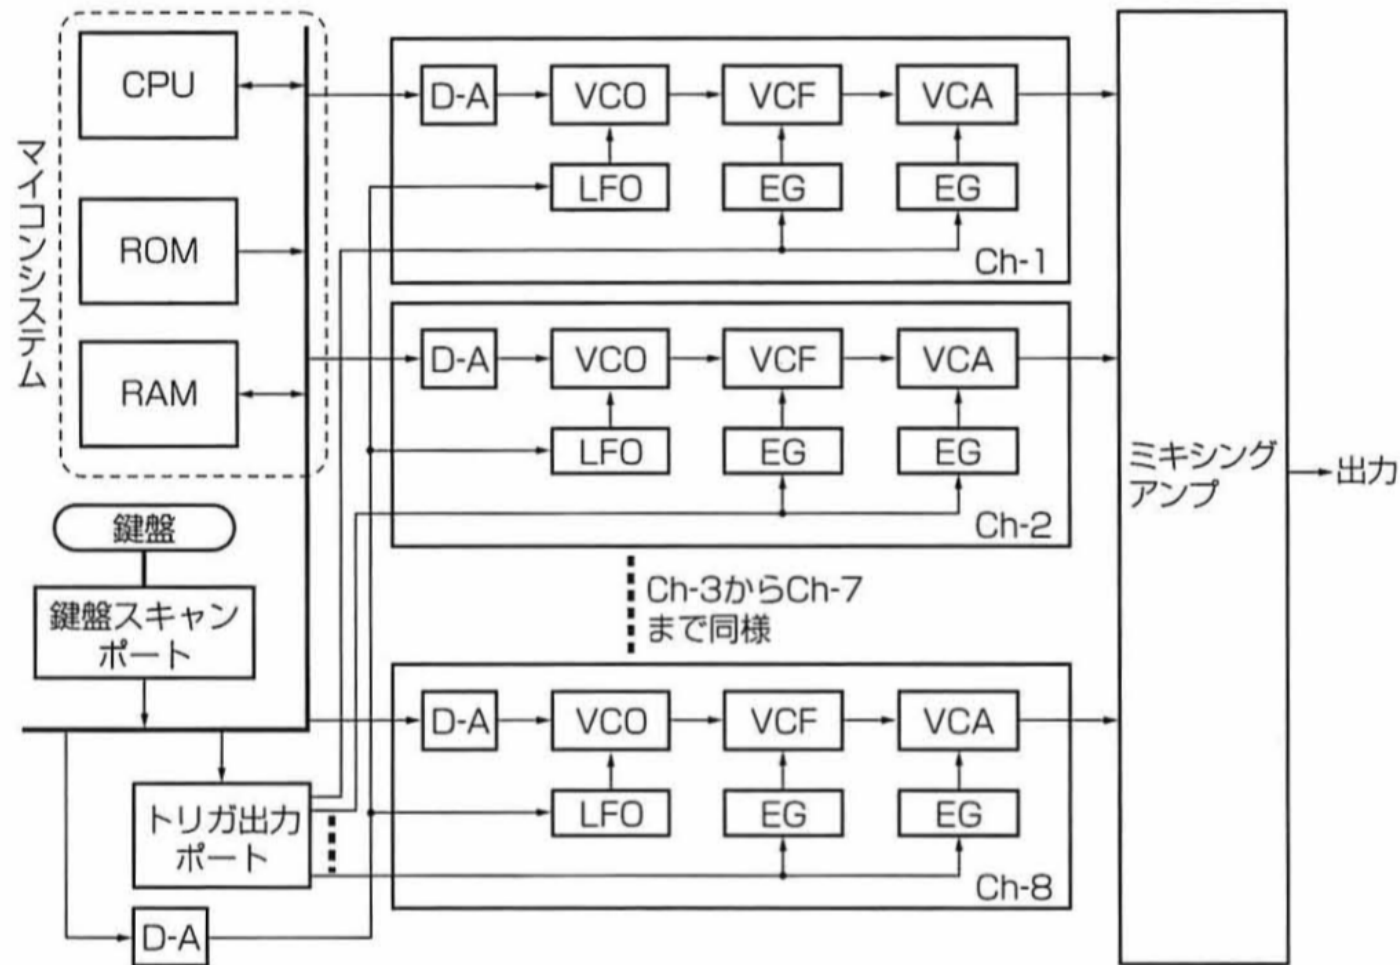 マイコンシステム
CPU
ROM
RAM
鍵盤
鍵盤スキャン
ポート
トリガ出力
ポート
D-A
D-A
VCO
VCF
VCA
LFO
EG
EG
Ch-1
D-A
VCO
VCF
VCA
LFO
EG
EG
Ch-2
Ch-3からCh-7
まで同様
D-A
VCO
VCF
VCA
LFO
EG
EG
Ch-8
ミキシング
アンプ
出力